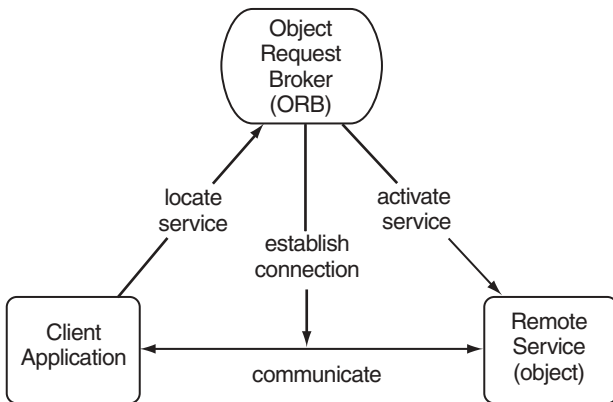 Object
Request
Broker
(ORB)
locate
service
activate
service
establish
connection
Client
Application
Remote
Service
(object)
communicate